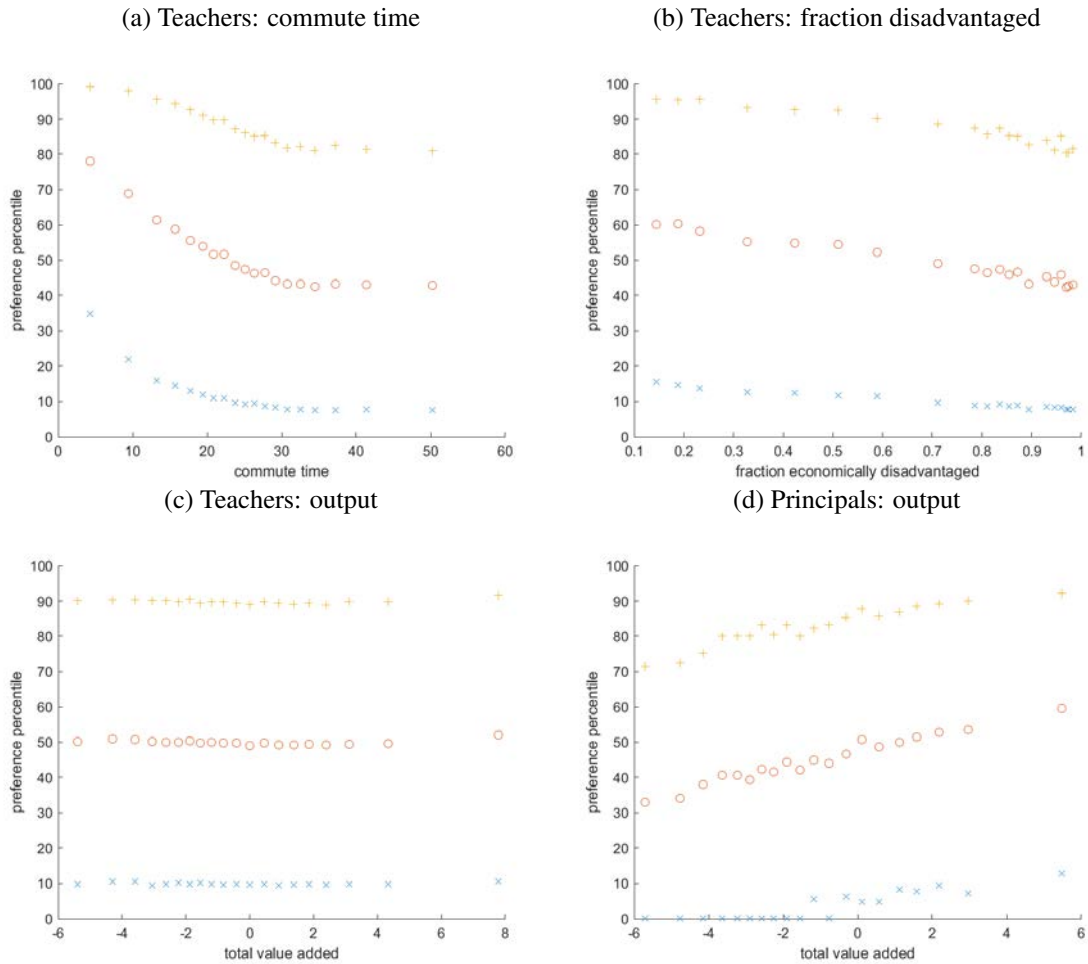 (a) Teachers: commute time
100
90
80
70
60
50
40
30
20
10
0
preference percentile
0 10 20 30 40 50 60
commute time
(b) Teachers: fraction disadvantaged
100
90
80
70
60
50
40
30
20
10
0
preference percentile
0.1 0.2 0.3 0.4 0.5 0.6 0.7 0.8 0.9 1
fraction economically disadvantaged
(c) Teachers: output
100
90
80
70
60
50
40
30
20
10
0
preference percentile
-6 -4 -2 0 2 4 6 8
total value added
(d) Principals: output
100
90
80
70
60
50
40
30
20
10
0
preference percentile
-6 -4 -2 0 2 4 6
total value added